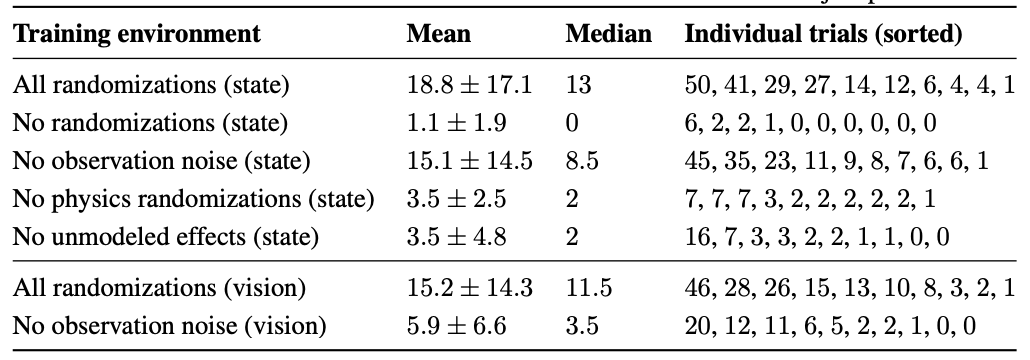 Training environment Mean Median Individual trials (sorted)
All randomizations (state) 18.8 ± 17.1 13 50, 41, 29, 27, 14, 12, 6, 4, 4, 1
No randomizations (state) 1.1 ± 1.9 0 6, 2, 2, 1, 0, 0, 0, 0, 0, 0
No observation noise (state) 15.1 ± 14.5 8.5 45, 35, 23, 11, 9, 8, 7, 6, 6, 1
No physics randomizations (state) 3.5 ± 2.5 2 7, 7, 7, 3, 2, 2, 2, 2, 2, 1
No unmodeled effects (state) 3.5 ± 4.8 2 16, 7, 3, 3, 2, 2, 1, 1, 0, 0
All randomizations (vision) 15.2 ± 14.3 11.5 46, 28, 26, 15, 13, 10, 8, 3, 2, 1
No observation noise (vision) 5.9 ± 6.6 3.5 20, 12, 11, 6, 5, 2, 2, 1, 0, 0